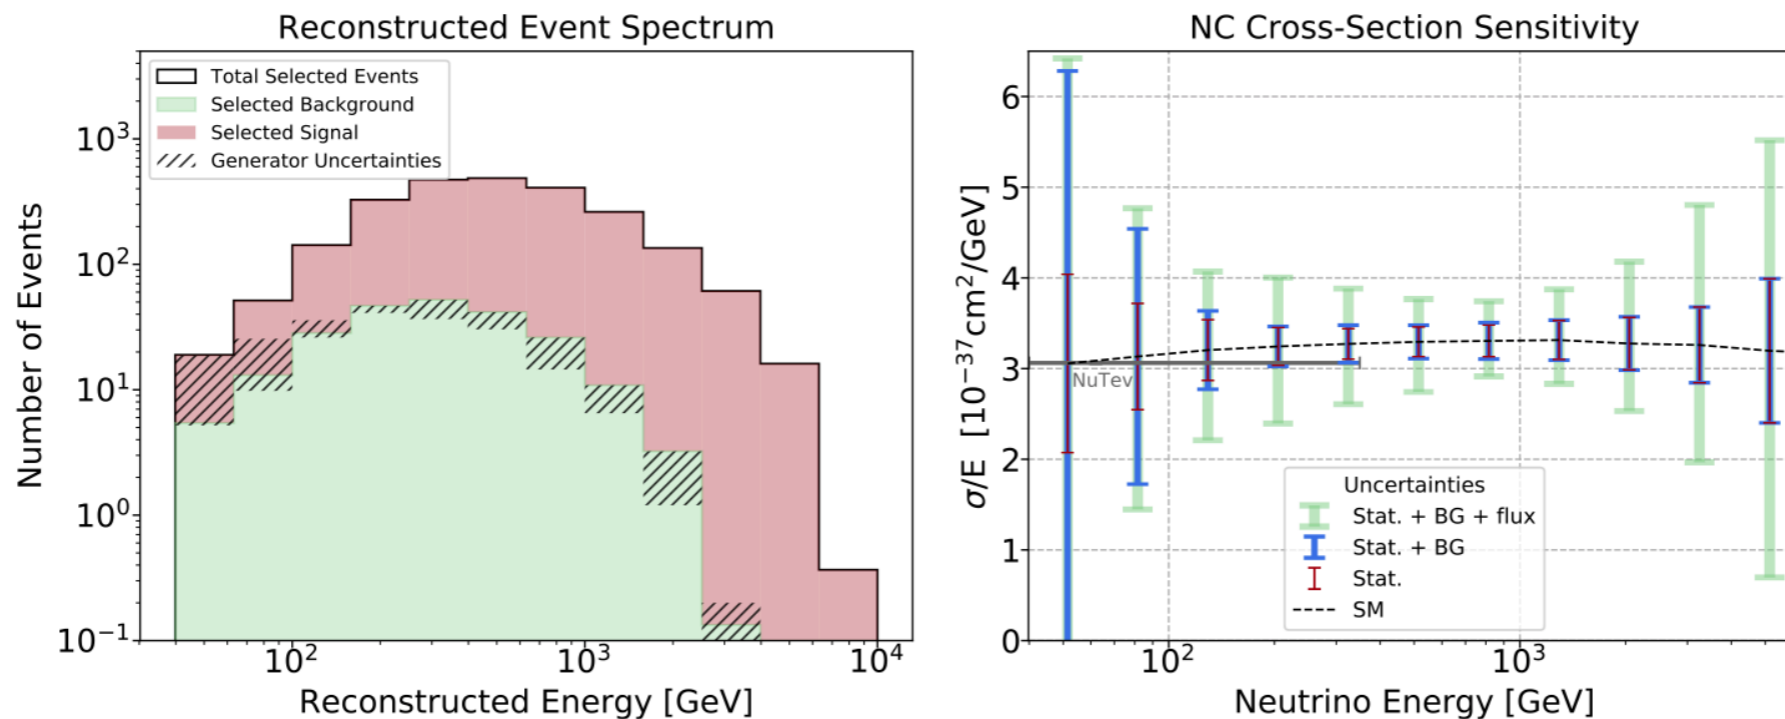 Reconstructed Event Spectrum
Total Selected Events
Selected Background
Selected Signal
Generator Uncertainties
Number of Events
10³
10²
10¹
10⁰
10⁻¹
10² 10³ 10⁴
Reconstructed Energy [GeV]
NC Cross-Section Sensitivity
σ/E [10⁻³⁷cm²/GeV]
6
5
4
3
2
1
0
NuTev
Uncertainties
Stat. + BG + flux
Stat. + BG
Stat.
SM
10² 10³
Neutrino Energy [GeV]